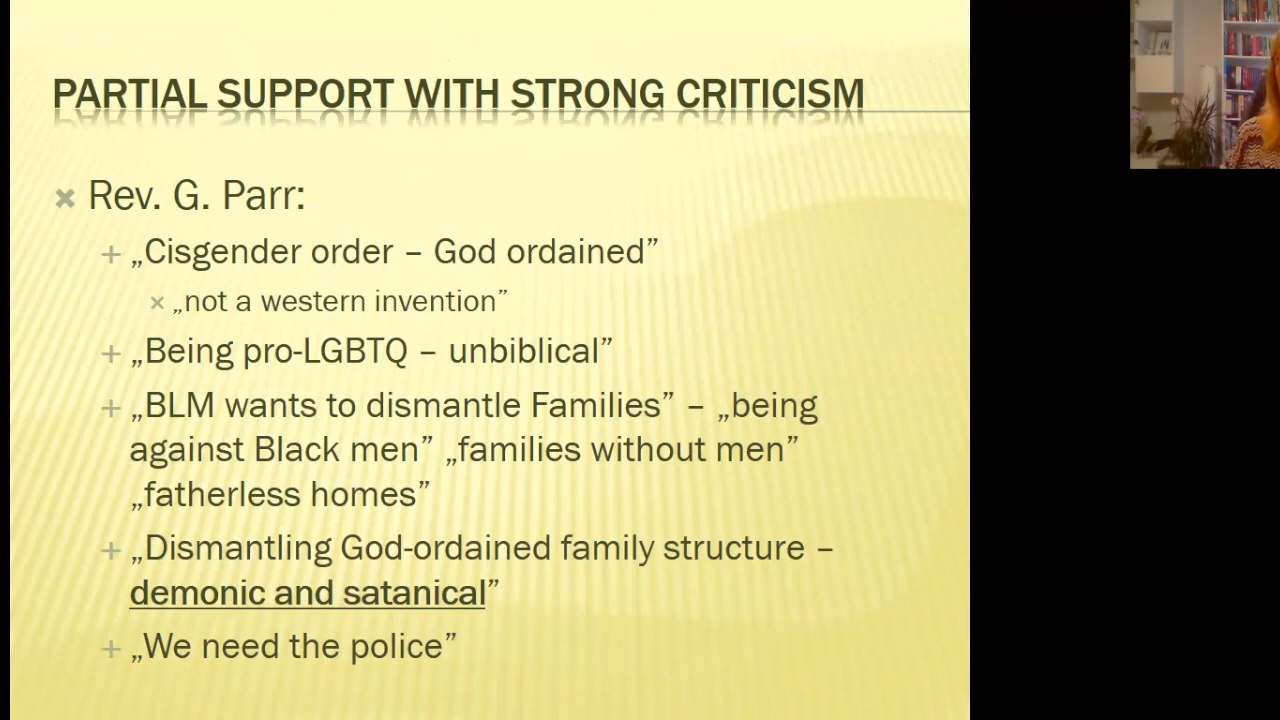 PARTIAL SUPPORT WITH STRONG CRITICISM
Rev. G. Parr:
„Cisgender order – God ordained”
„not a western invention”
„Being pro-LGBTQ – unbiblical”
„BLM wants to dismantle Families” – „being
against Black men” „families without men”
„fatherless homes”
„Dismantling God-ordained family structure –
demonic and satanical”
„We need the police”